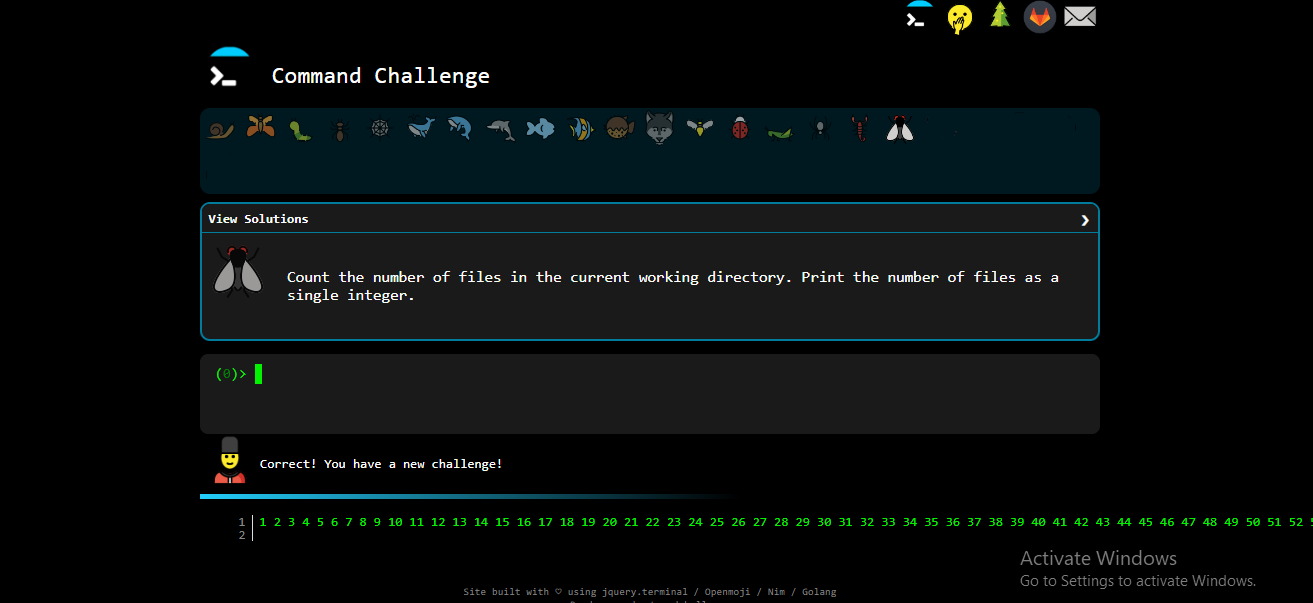 Command Challenge
View Solutions
Count the number of files in the current working directory. Print the number of files as a
single integer.
(0)>
Correct! You have a new challenge!
1 1 2 3 4 5 6 7 8 9 10 11 12 13 14 15 16 17 18 19 20 21 22 23 24 25 26 27 28 29 30 31 32 33 34 35 36 37 38 39 40 41 42 43 44 45 46 47 48 49 50 51 52
2
Activate Windows
Go to Settings to activate Windows.
Site built with ♡ using jquery.terminal / Openmoji / Nim / Golang